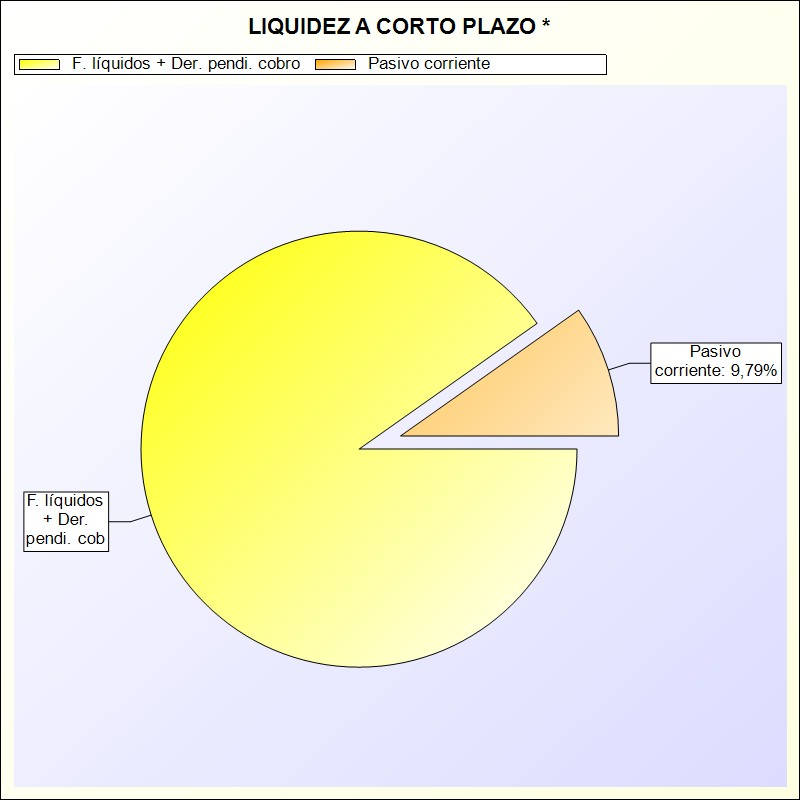 LIQUIDEZ A CORTO PLAZO *
F. líquidos + Der. pendi. cobro Pasivo corriente
Pasivo
corriente: 9,79%
F. líquidos
+ Der.
pendi. cob